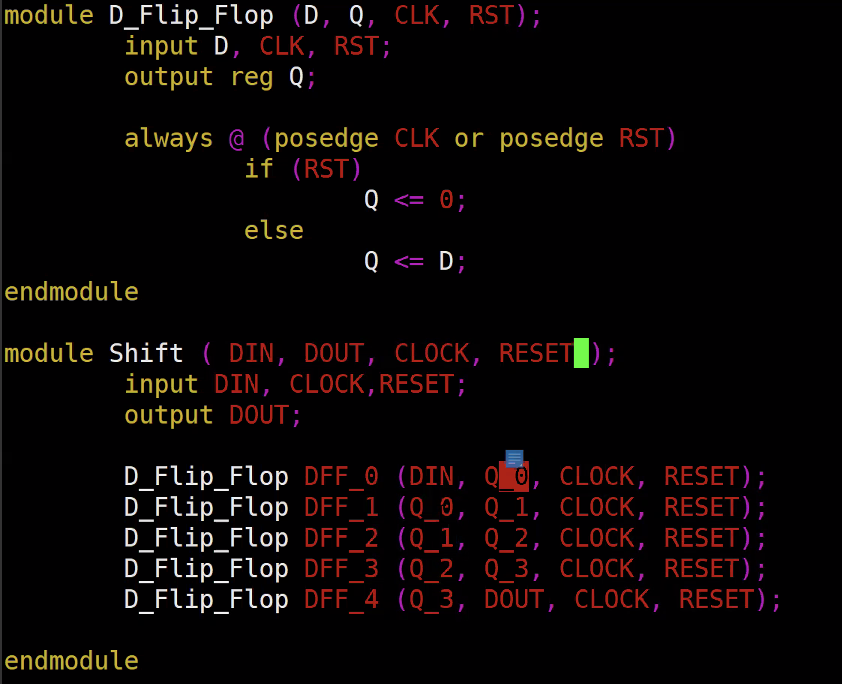 module D_Flip_Flop (D, Q, CLK, RST);
input D, CLK, RST;
output reg Q;
always @ (posedge CLK or posedge RST)
if (RST)
Q <= 0;
else
Q <= D;
endmodule
module Shift ( DIN, DOUT, CLOCK, RESET );
input DIN, CLOCK,RESET;
output DOUT;
D_Flip_Flop DFF_0 (DIN, Q_0, CLOCK, RESET);
D_Flip_Flop DFF_1 (Q_0, Q_1, CLOCK, RESET);
D_Flip_Flop DFF_2 (Q_1, Q_2, CLOCK, RESET);
D_Flip_Flop DFF_3 (Q_2, Q_3, CLOCK, RESET);
D_Flip_Flop DFF_4 (Q_3, DOUT, CLOCK, RESET);
endmodule